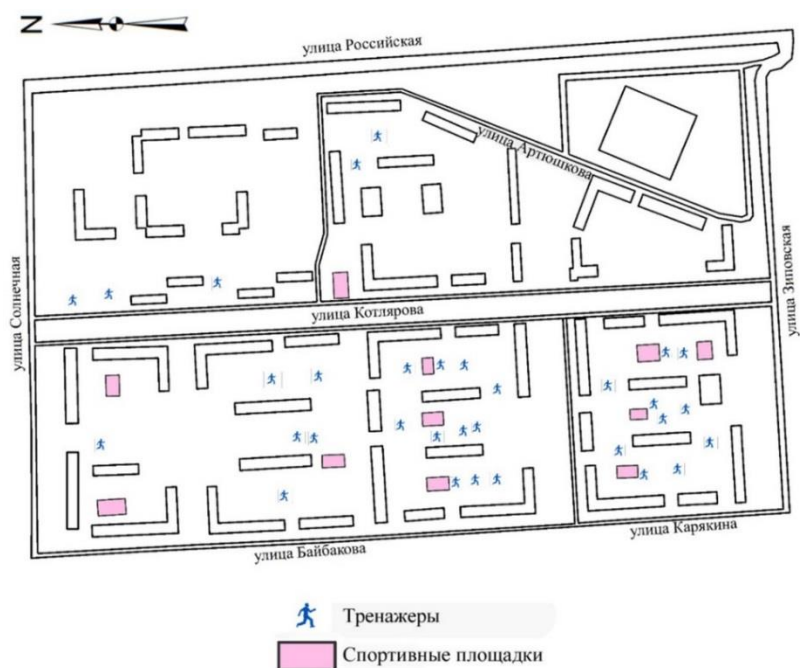 N
улица Российская
улица Артюшкова
улица Солнечная
улица Зиповская
улица Котлярова
улица Карякина
улица Байбакова
Тренажеры
Спортивные площадки